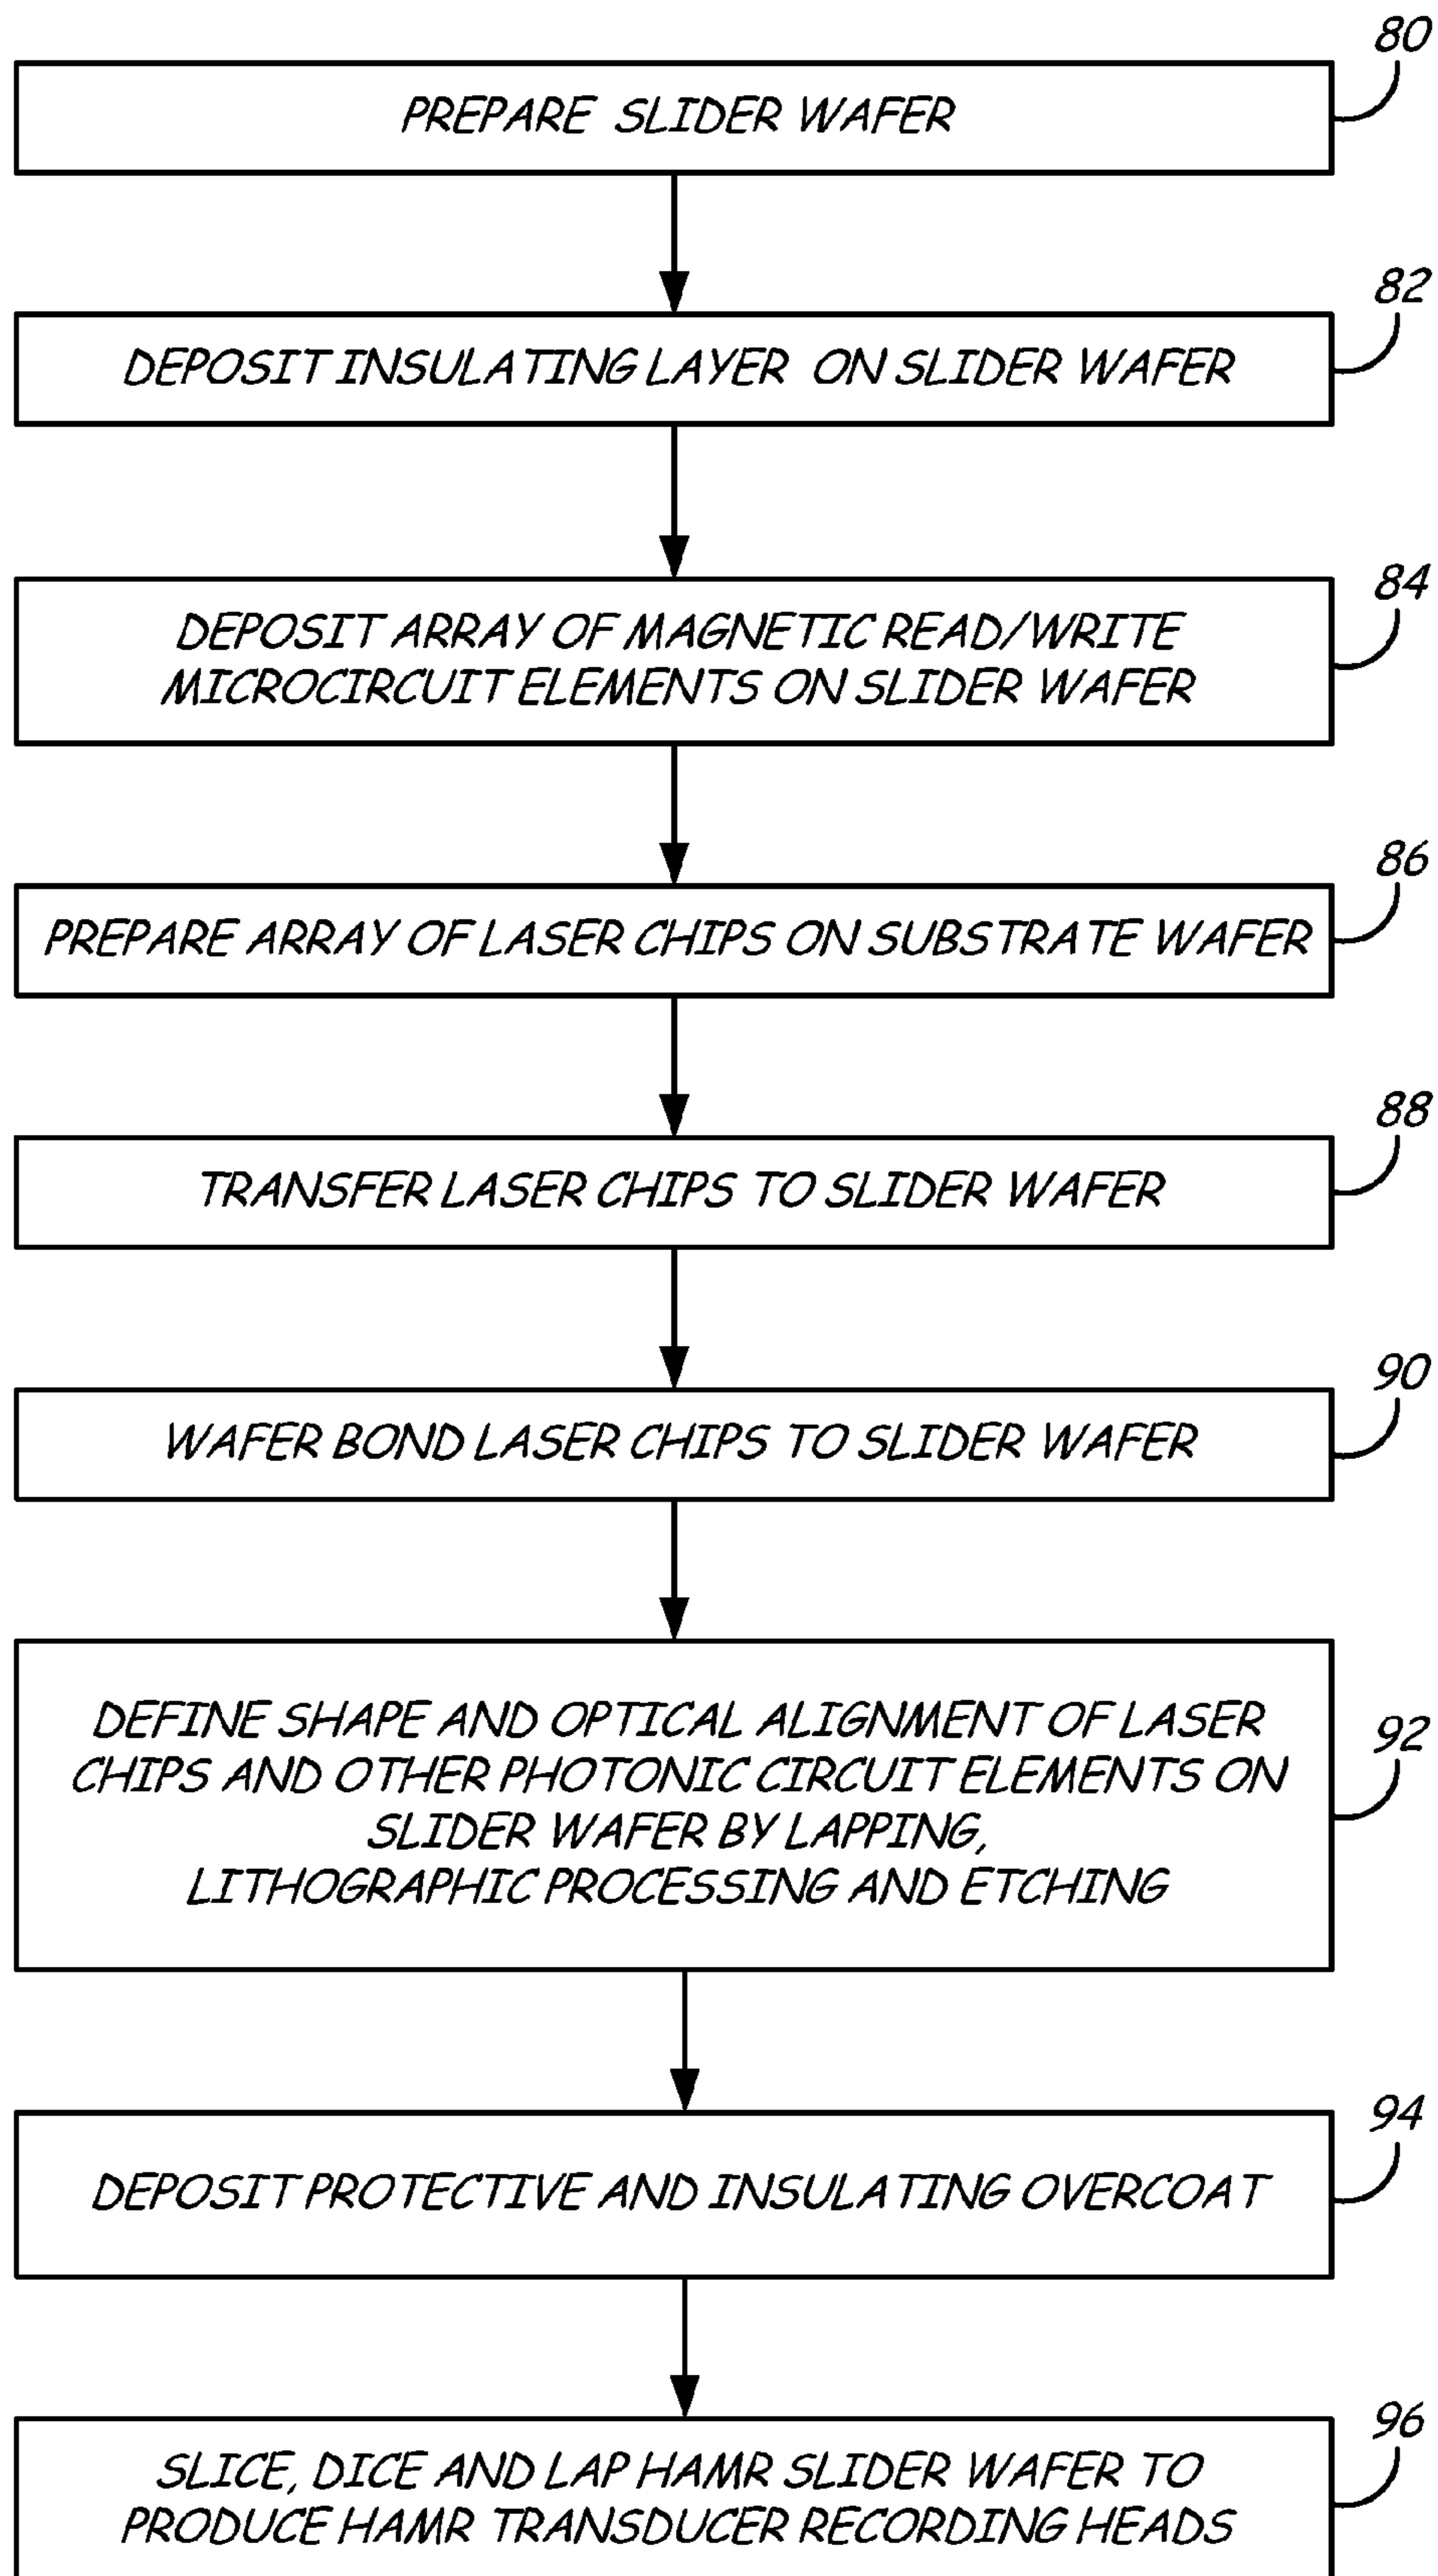 80
PREPARE SLIDER WAFER
82
DEPOSIT INSULATING LAYER ON SLIDER WAFER
84
DEPOSIT ARRAY OF MAGNETIC READ/WRITE
MICROCIRCUIT ELEMENTS ON SLIDER WAFER
86
PREPARE ARRAY OF LASER CHIPS ON SUBSTRATE WAFER
88
TRANSFER LASER CHIPS TO SLIDER WAFER
90
WAFER BOND LASER CHIPS TO SLIDER WAFER
92
DEFINE SHAPE AND OPTICAL ALIGNMENT OF LASER
CHIPS AND OTHER PHOTONIC CIRCUIT ELEMENTS ON
SLIDER WAFER BY LAPPING,
LITHOGRAPHIC PROCESSING AND ETCHING
94
DEPOSIT PROTECTIVE AND INSULATING OVERCOAT
96
SLICE, DICE AND LAP HAMR SLIDER WAFER TO
PRODUCE HAMR TRANSDUCER RECORDING HEADS